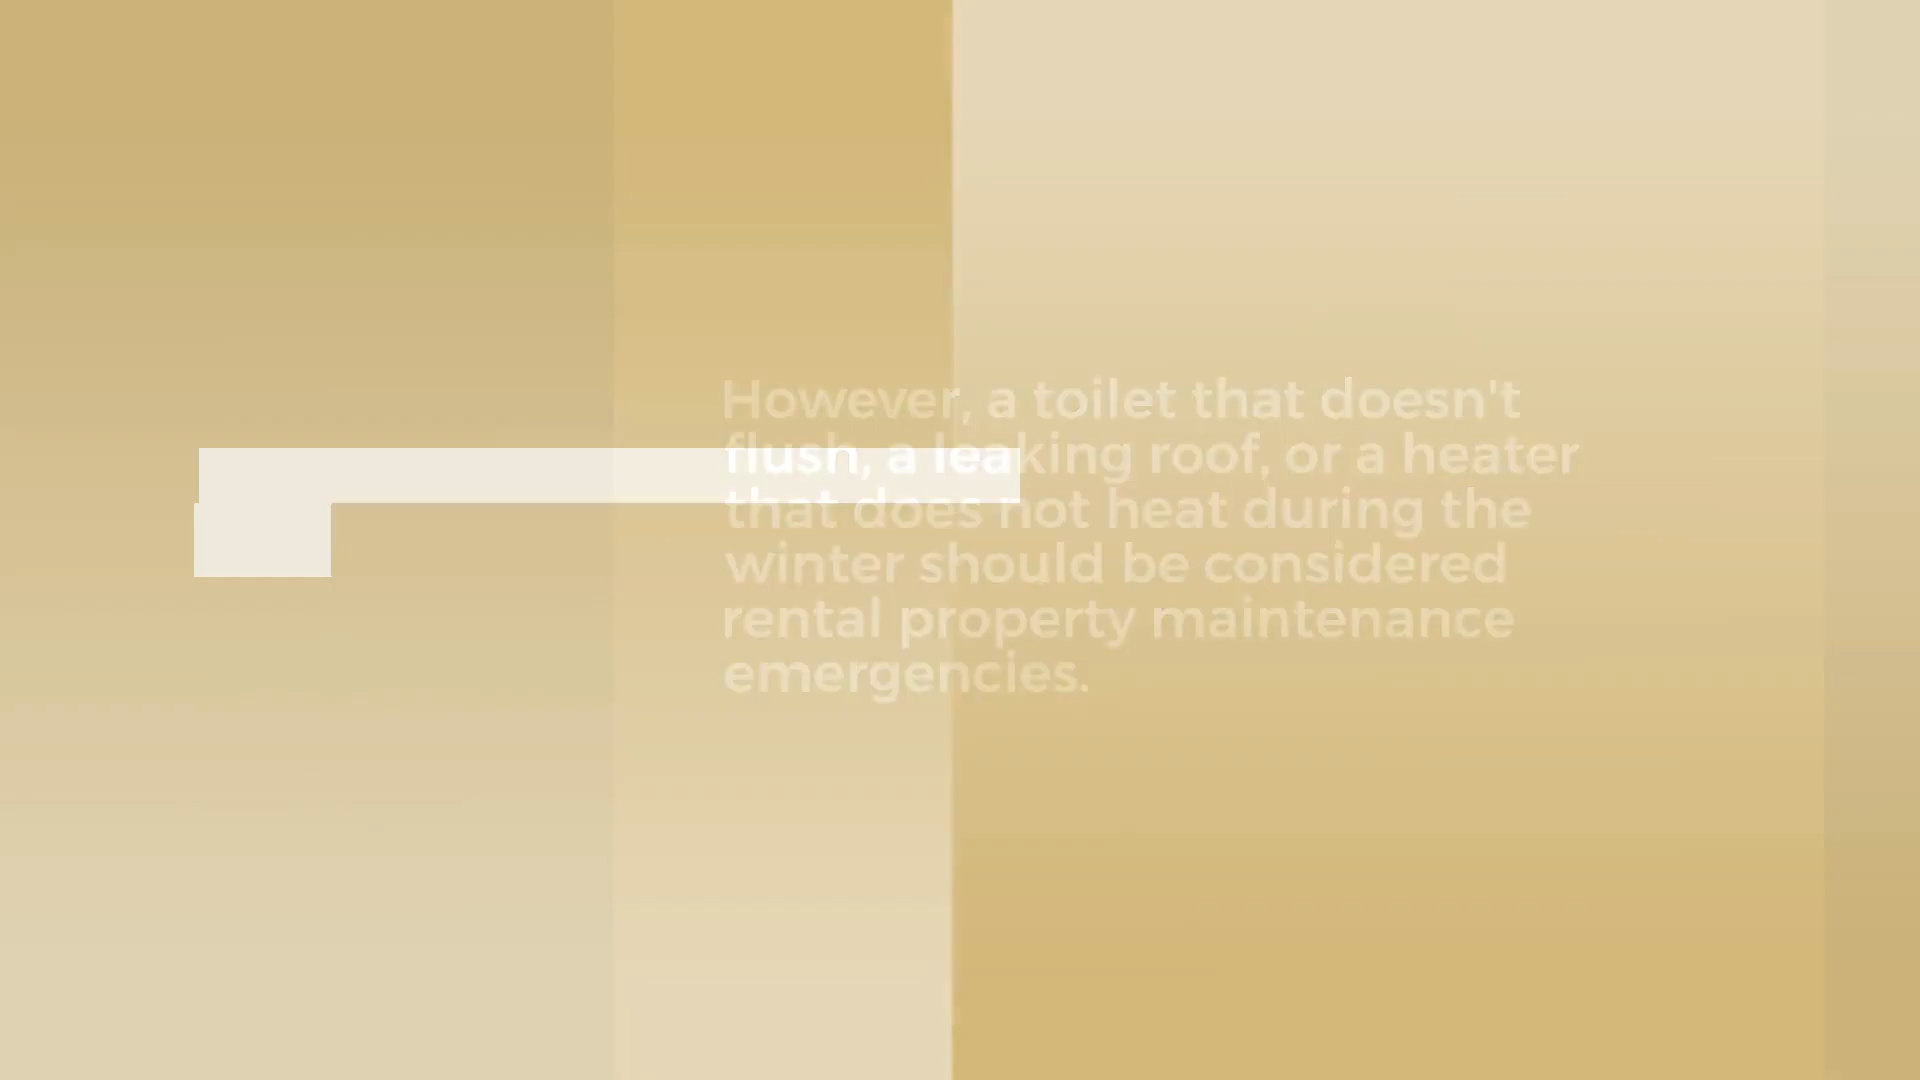 However, a toilet that doesn't
flush, a leaking roof, or a heater
that does not heat during the
winter should be considered
rental property maintenance
emergencies.